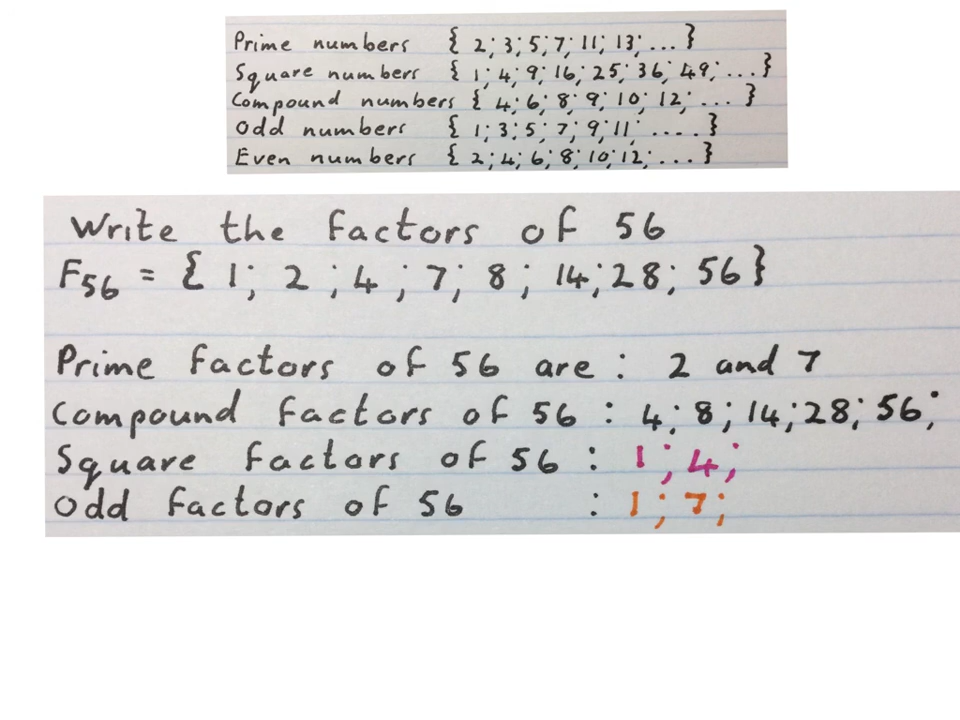 Prime numbers { 2; 3; 5; 7; 11; 13; ... }
Square numbers { 1; 4; 9; 16; 25; 36; 49; ... }
Compound numbers { 4; 6; 8; 9; 10; 12; ... }
Odd numbers { 1; 3; 5; 7; 9; 11; .... }
Even numbers { 2; 4; 6; 8; 10; 12; ... }
Write the factors of 56
F56 = { 1; 2 ; 4 ; 7; 8 ; 14; 28; 56 }
Prime factors of 56 are : 2 and 7
Compound factors of 56 : 4; 8; 14; 28; 56;
Square factors of 56 : 1; 4;
Odd factors of 56 : 1; 7;